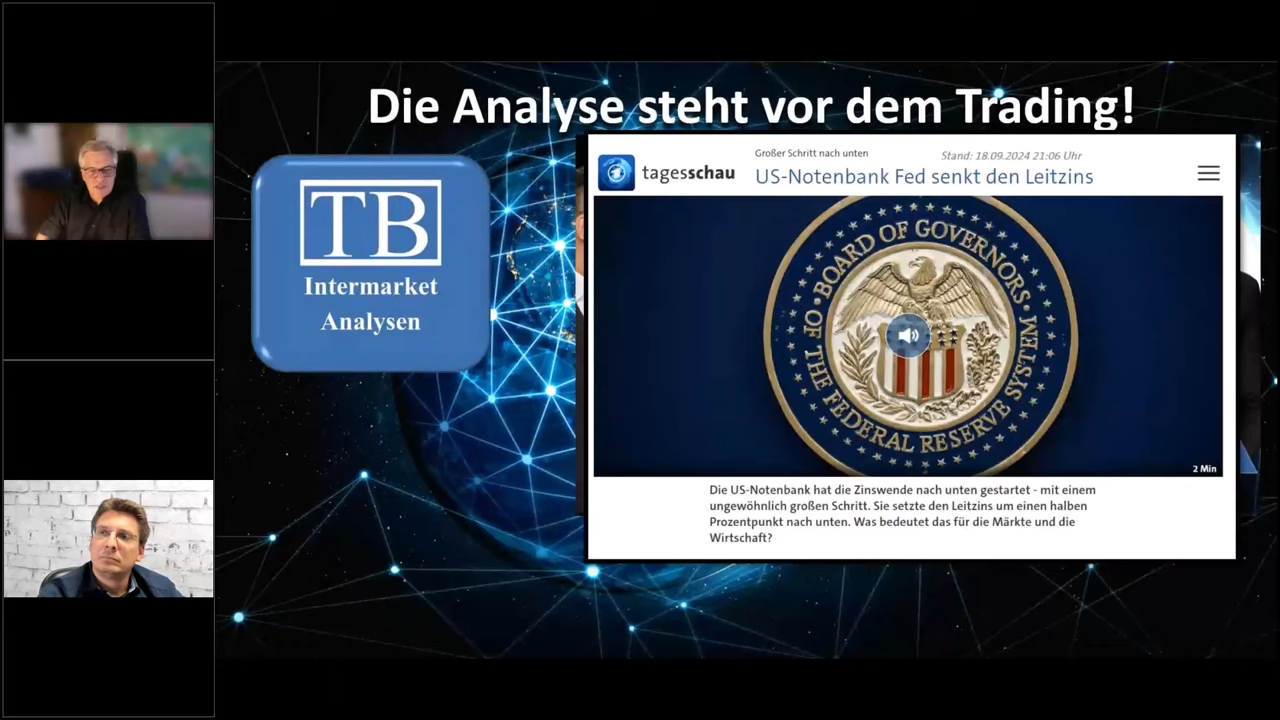 Die Analyse steht vor dem Trading!
TB
Intermarket
Analysen
tagesschau
Großer Schritt nach unten
Stand: 18.09.2024 21:06 Uhr
US-Notenbank Fed senkt den Leitzins
BOARD OF GOVERNORS
OF THE FEDERAL RESERVE SYSTEM
2 Min
Die US-Notenbank hat die Zinswende nach unten gestartet - mit einem
ungewöhnlich großen Schritt. Sie setzte den Leitzins um einen halben
Prozentpunkt nach unten. Was bedeutet das für die Märkte und die
Wirtschaft?